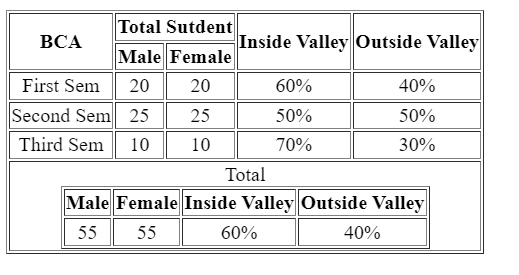 BCA Total Sutdent Inside Valley Outside Valley
Male Female
First Sem 20 20 60% 40%
Second Sem 25 25 50% 50%
Third Sem 10 10 70% 30%
Total
Male Female Inside Valley Outside Valley
55 55 60% 40%